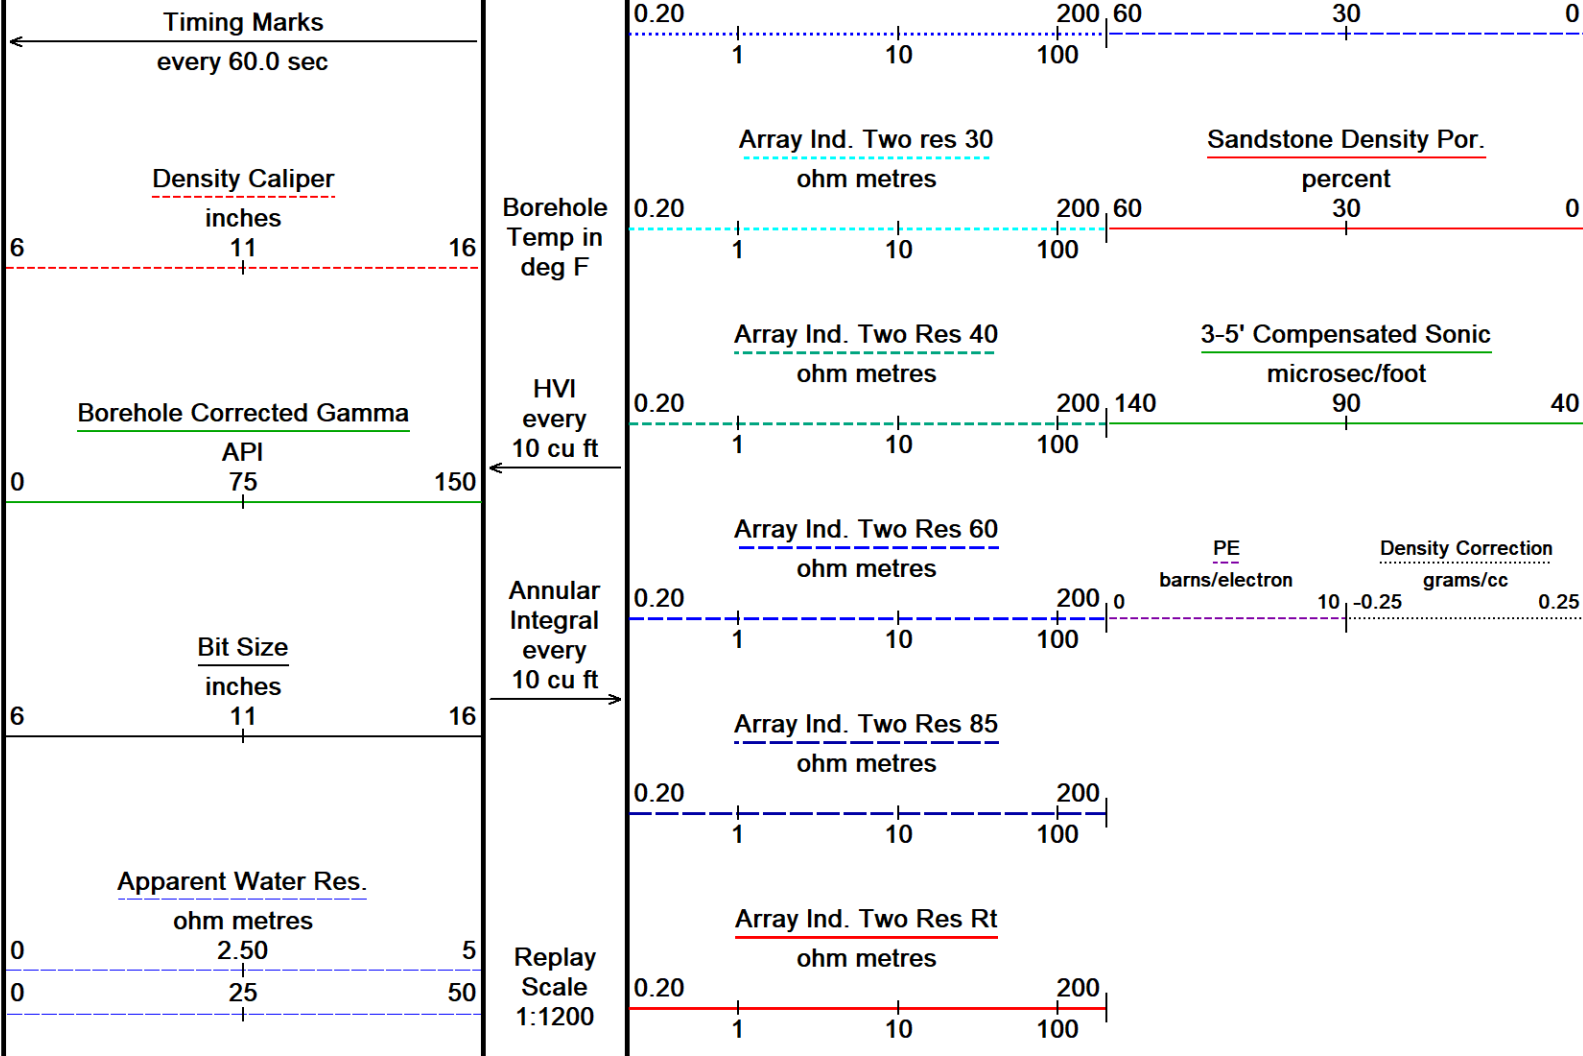 Timing Marks
every 60.0 sec
Density Caliper
inches
6 11 16
Borehole Corrected Gamma
API
0 75 150
Bit Size
inches
6 11 16
Apparent Water Res.
ohm metres
0 2.50 5
0 25 50
Borehole
Temp in
deg F
HVI
every
10 cu ft
Annular
Integral
every
10 cu ft
Replay
Scale
1:1200
0.20 200
1 10 100
Array Ind. Two res 30
ohm metres
0.20 200
1 10 100
Array Ind. Two Res 40
ohm metres
0.20 200
1 10 100
Array Ind. Two Res 60
ohm metres
0.20 200
1 10 100
Array Ind. Two Res 85
ohm metres
0.20 200
1 10 100
Array Ind. Two Res Rt
ohm metres
0.20 200
1 10 100
60 30 0
Sandstone Density Por.
percent
60 30 0
3-5' Compensated Sonic
microsec/foot
140 90 40
PE
barns/electron
0 10
Density Correction
grams/cc
-0.25 0.25